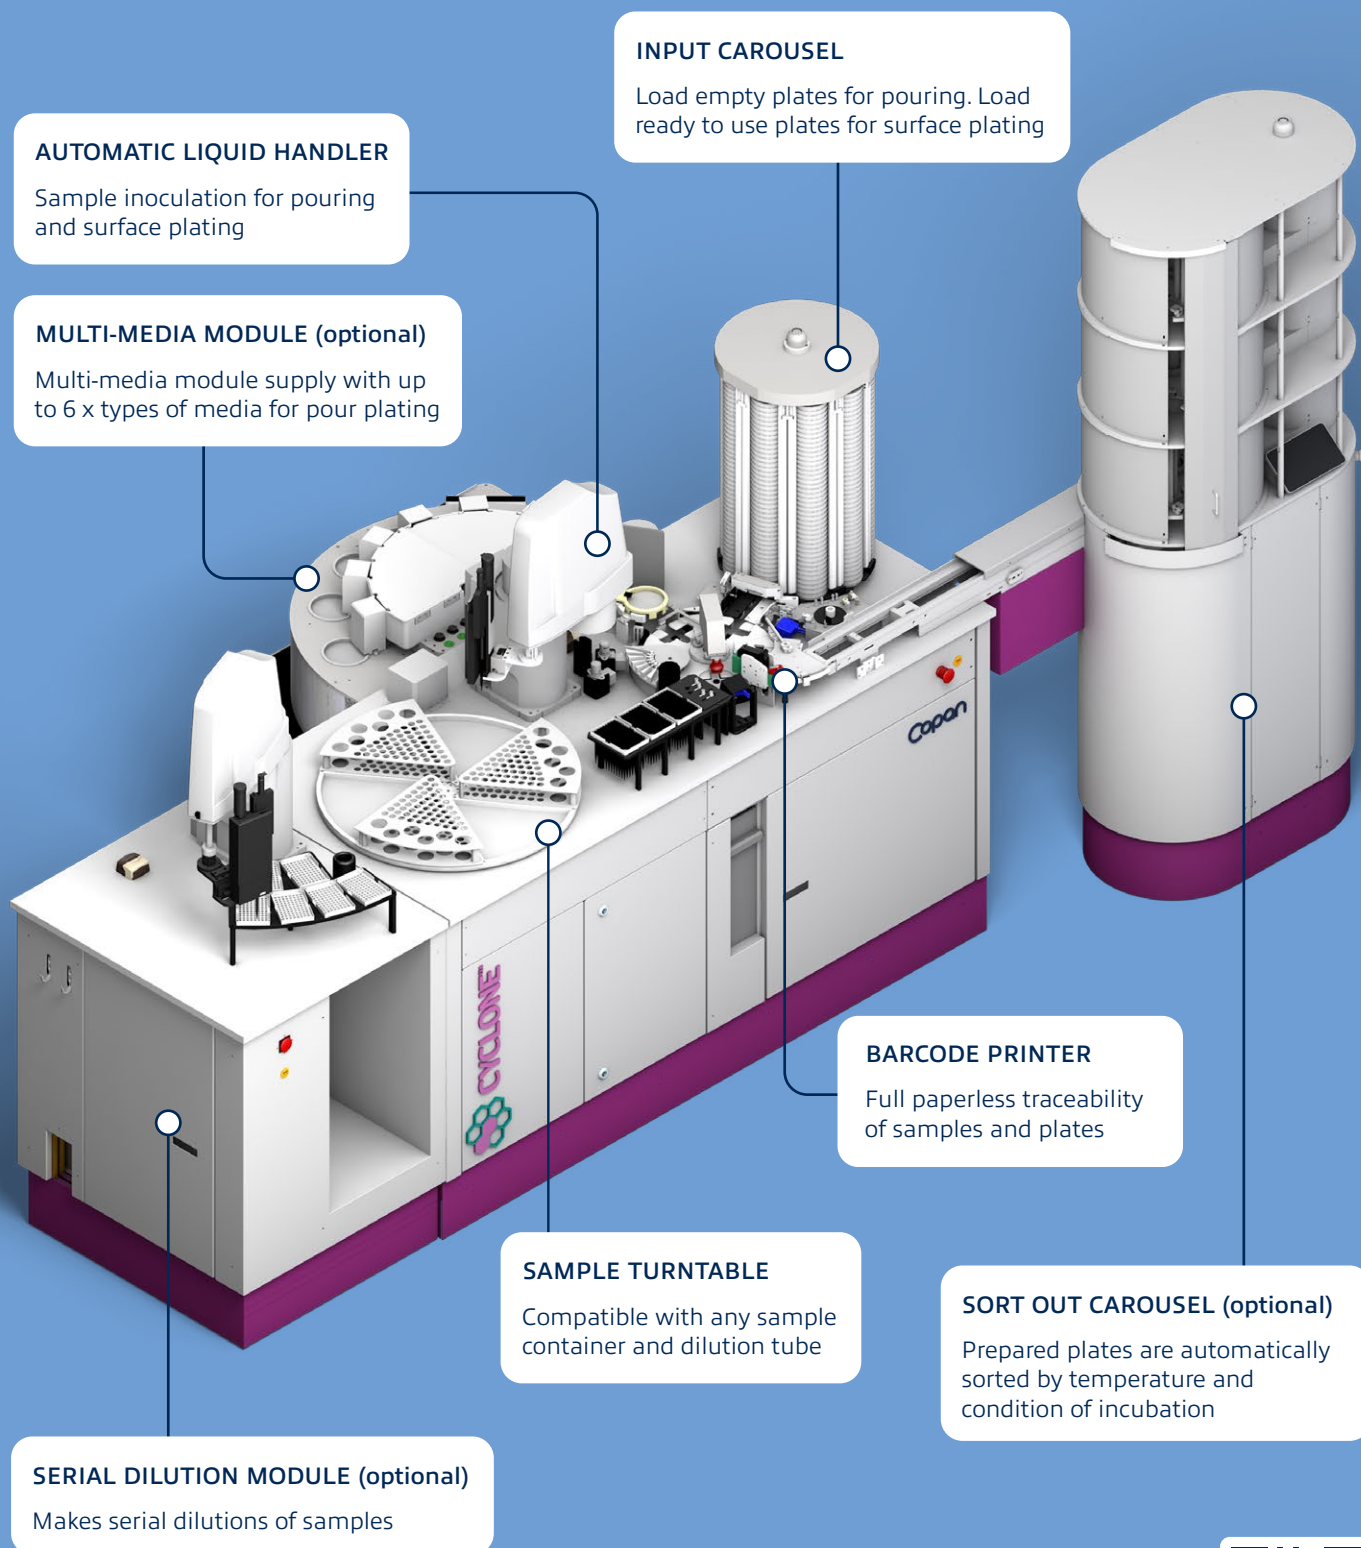 INPUT CAROUSEL
Load empty plates for pouring. Load
ready to use plates for surface plating
AUTOMATIC LIQUID HANDLER
Sample inoculation for pouring
and surface plating
MULTI-MEDIA MODULE (optional)
Multi-media module supply with up
to 6 x types of media for pour plating
Copan
CYCLONE
BARCODE PRINTER
Full paperless traceability
of samples and plates
SAMPLE TURNTABLE
Compatible with any sample
container and dilution tube
SORT OUT CAROUSEL (optional)
Prepared plates are automatically
sorted by temperature and
condition of incubation
SERIAL DILUTION MODULE (optional)
Makes serial dilutions of samples